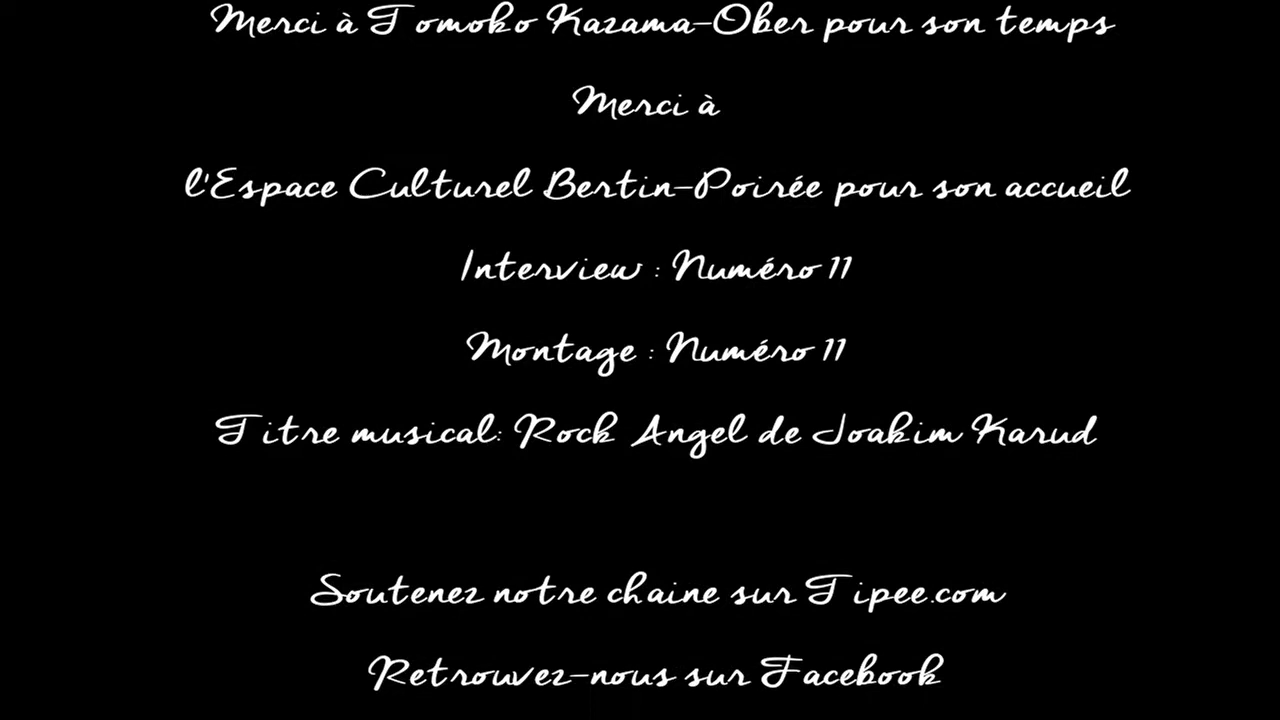 Merci à Tomoko Kazama-Ober pour son temps
Merci à
l'Espace Culturel Bertin-Poirée pour son accueil
Interview : Numéro 11
Montage : Numéro 11
Titre musical: Rock Angel de Joakim Karud
Soutenez notre chaine sur Tipee.com
Retrouvez-nous sur Facebook